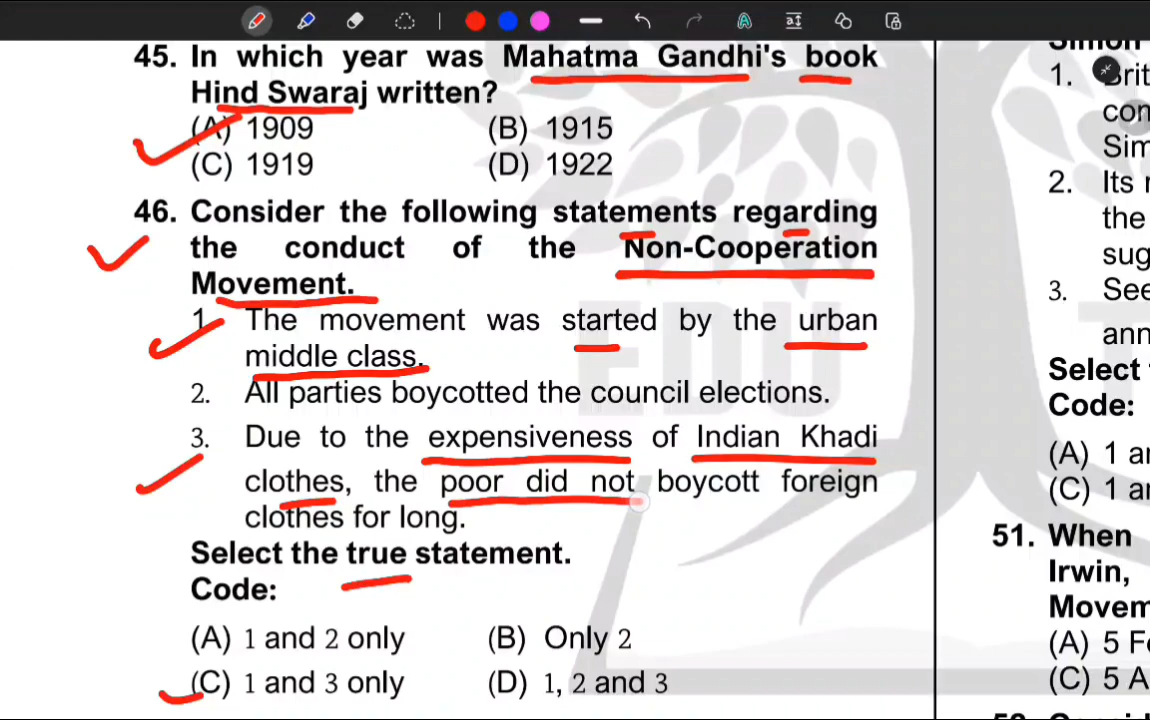 45. In which year was Mahatma Gandhi's book
Hind Swaraj written?
(A) 1909 (B) 1915
(C) 1919 (D) 1922
46. Consider the following statements regarding
the conduct of the Non-Cooperation
Movement.
1. The movement was started by the urban
middle class.
2. All parties boycotted the council elections.
3. Due to the expensiveness of Indian Khadi
clothes, the poor did not boycott foreign
clothes for long.
Select the true statement.
Code:
(A) 1 and 2 only (B) Only 2
(C) 1 and 3 only (D) 1, 2 and 3
EDU T
1.
2. Its
the
3.
Select
Code:
(A) 1
(C) 1
51. When
Irwin,
(A) 5
(C) 5